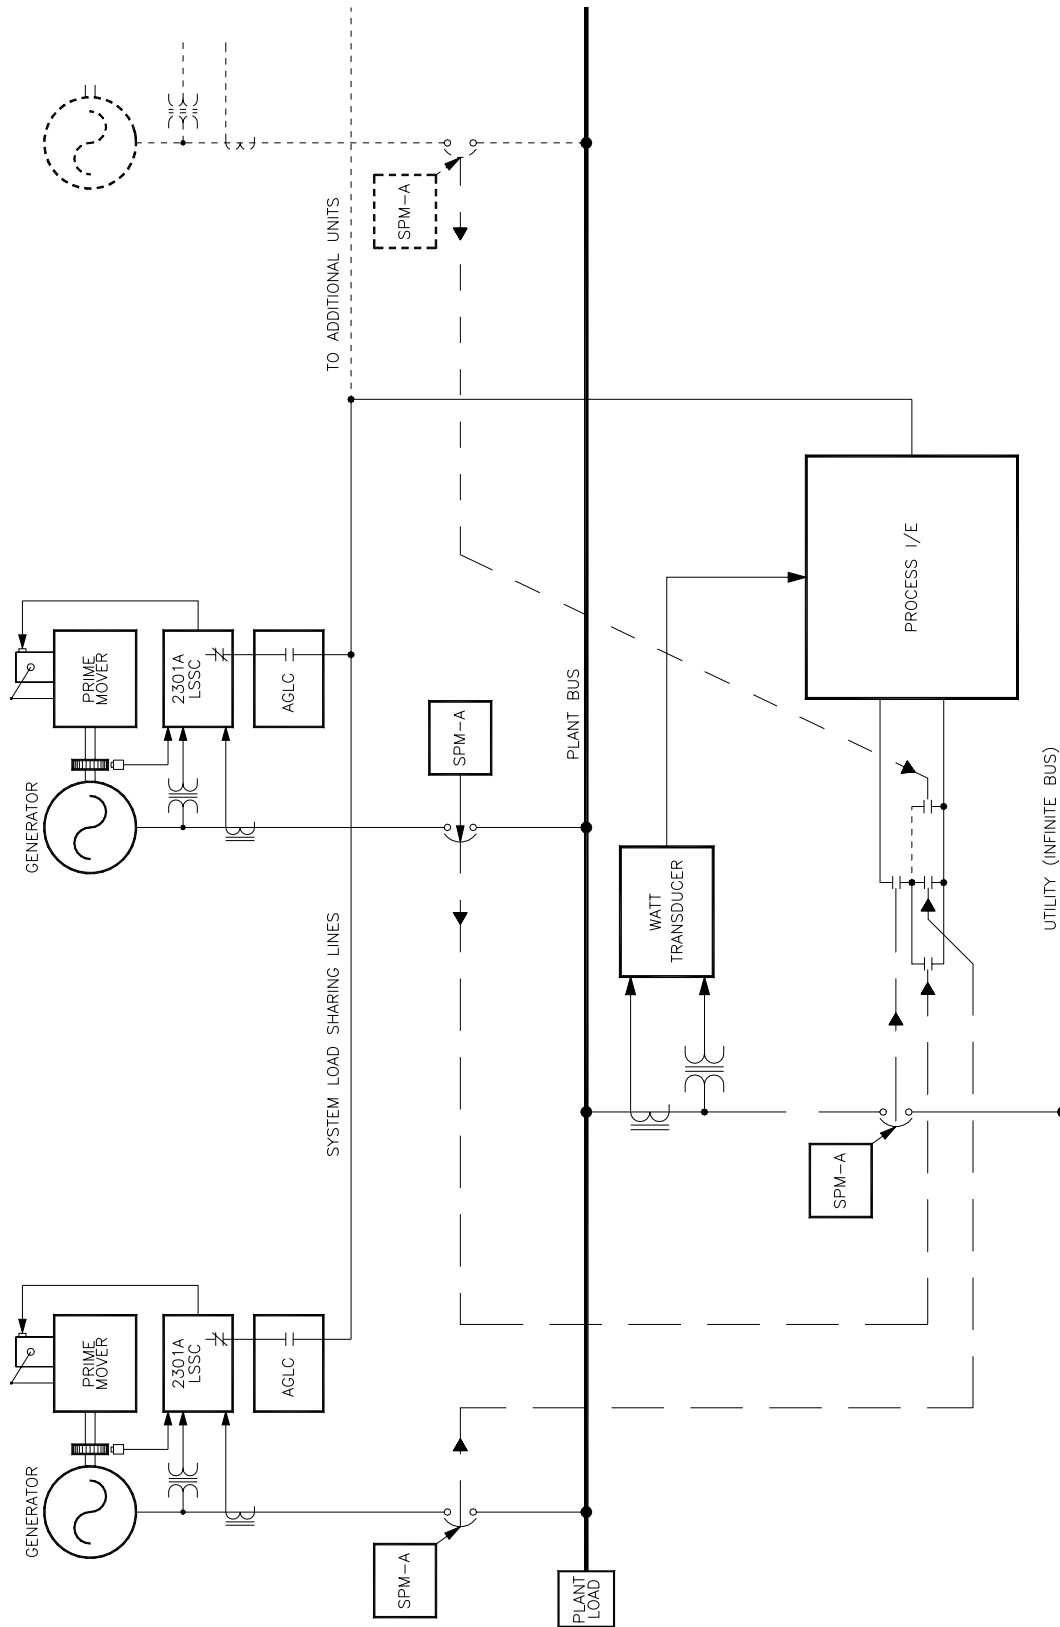 GENERATOR
PRIME
MOVER
GENERATOR
PRIME
MOVER
2301A
LSSC
2301A
LSSC
AGLC
AGLC
SYSTEM LOAD SHARING LINES
TO ADDITIONAL UNITS
SPM-A
SPM-A
SPM-A
PLANT
LOAD
PLANT BUS
WATT
TRANSDUCER
SPM-A
PROCESS I/E
UTILITY (INFINITE BUS)